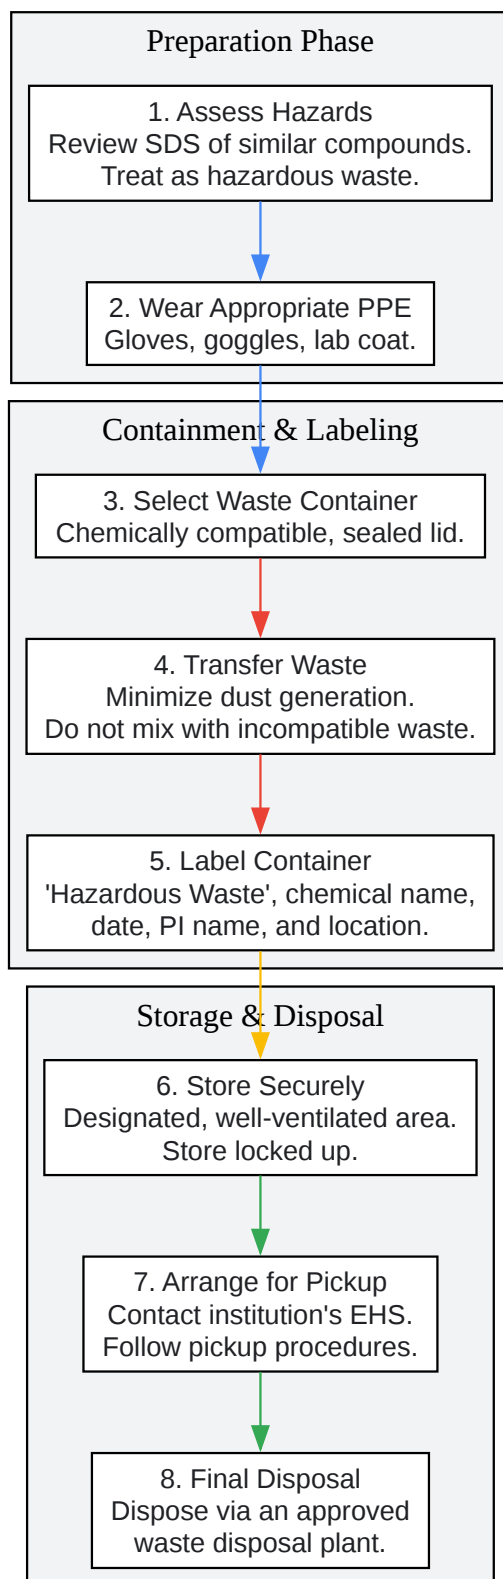 Preparation Phase
1. Assess Hazards
Review SDS of similar compounds.
Treat as hazardous waste.
2. Wear Appropriate PPE
Gloves, goggles, lab coat.
Containment & Labeling
3. Select Waste Container
Chemically compatible, sealed lid.
4. Transfer Waste
Minimize dust generation.
Do not mix with incompatible waste.
5. Label Container
'Hazardous Waste', chemical name,
date, PI name, and location.
Storage & Disposal
6. Store Securely
Designated, well-ventilated area.
Store locked up.
7. Arrange for Pickup
Contact institution's EHS.
Follow pickup procedures.
8. Final Disposal
Dispose via an approved
waste disposal plant.